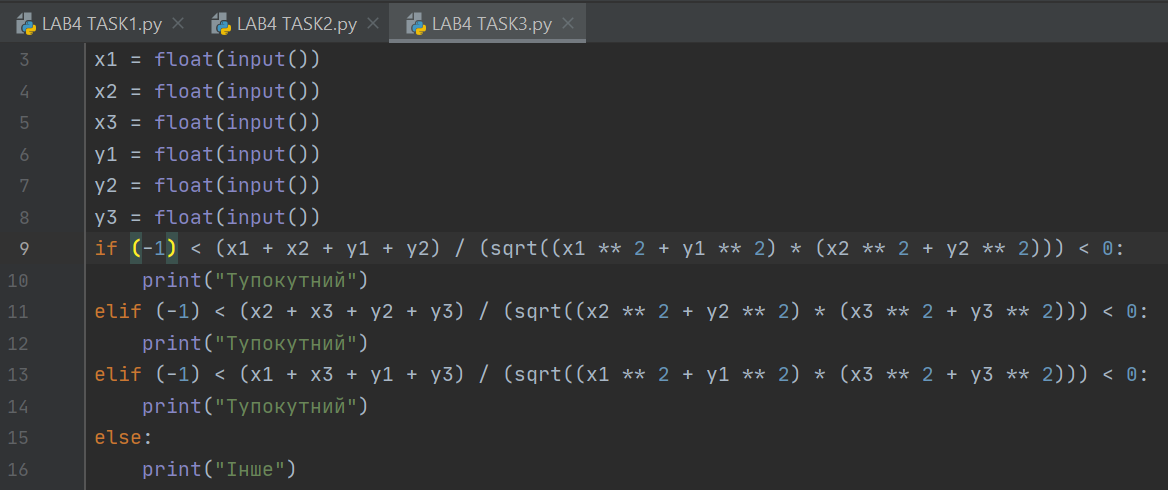 LAB4 TASK1.py LAB4 TASK2.py LAB4 TASK3.py
3 x1 = float(input())
4 x2 = float(input())
5 x3 = float(input())
6 y1 = float(input())
7 y2 = float(input())
8 y3 = float(input())
9 if (-1) < (x1 + x2 + y1 + y2) / (sqrt((x1 ** 2 + y1 ** 2) * (x2 ** 2 + y2 ** 2))) < 0:
10 print("Тупокутний")
11 elif (-1) < (x2 + x3 + y2 + y3) / (sqrt((x2 ** 2 + y2 ** 2) * (x3 ** 2 + y3 ** 2))) < 0:
12 print("Тупокутний")
13 elif (-1) < (x1 + x3 + y1 + y3) / (sqrt((x1 ** 2 + y1 ** 2) * (x3 ** 2 + y3 ** 2))) < 0:
14 print("Тупокутний")
15 else:
16 print("Інше")